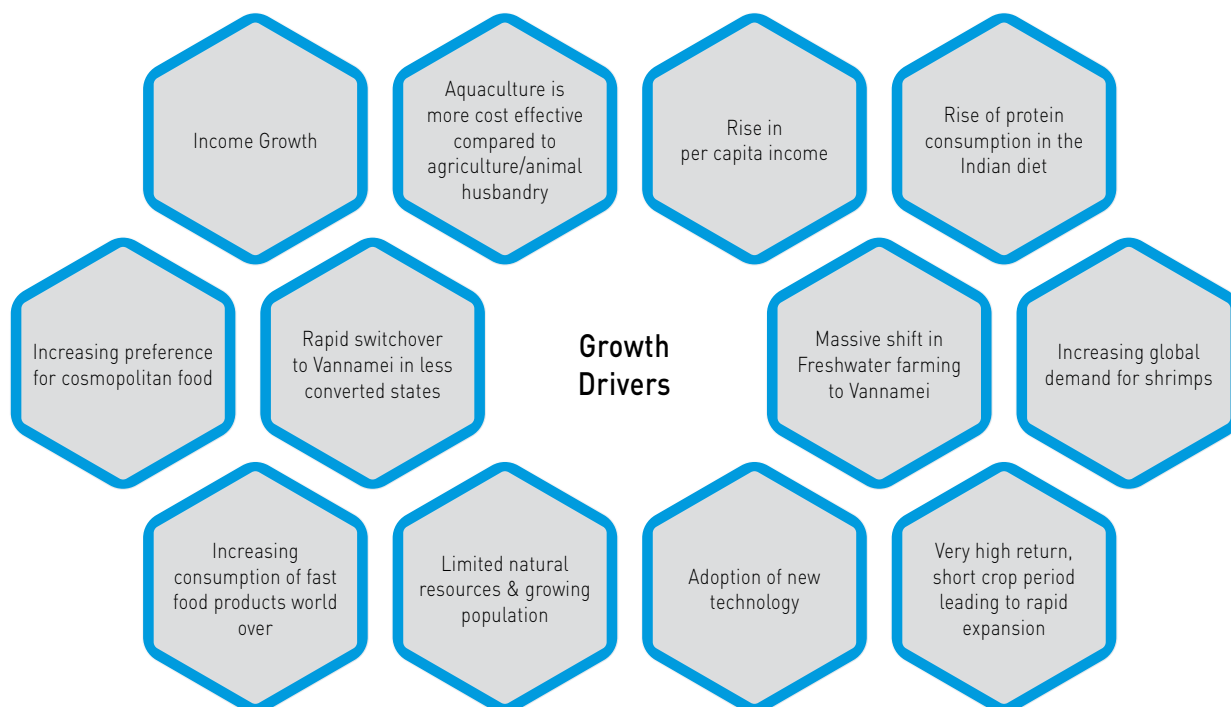 Income Growth
Aquaculture is
more cost effective
compared to
agriculture/animal
husbandry
Rise in
per capita income
Rise of protein
consumption in the
Indian diet
Increasing preference
for cosmopolitan food
Rapid switchover
to Vannamei in less
converted states
Growth
Drivers
Massive shift in
Freshwater farming
to Vannamei
Increasing global
demand for shrimps
Increasing
consumption of fast
food products world
over
Limited natural
resources & growing
population
Adoption of new
technology
Very high return,
short crop period
leading to rapid
expansion